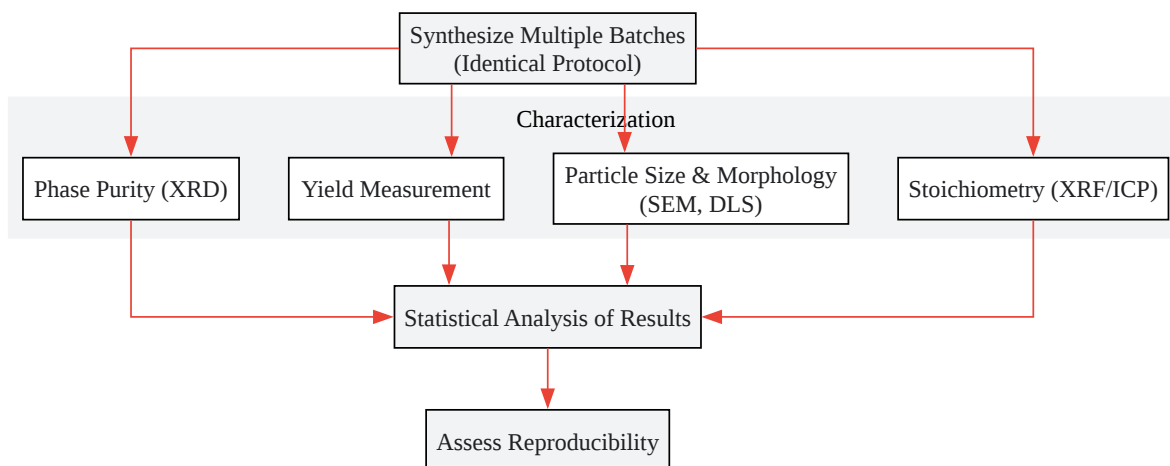 Synthesize Multiple Batches
(Identical Protocol)
Characterization
Phase Purity (XRD)
Yield Measurement
Particle Size & Morphology
(SEM, DLS)
Stoichiometry (XRF/ICP)
Statistical Analysis of Results
Assess Reproducibility